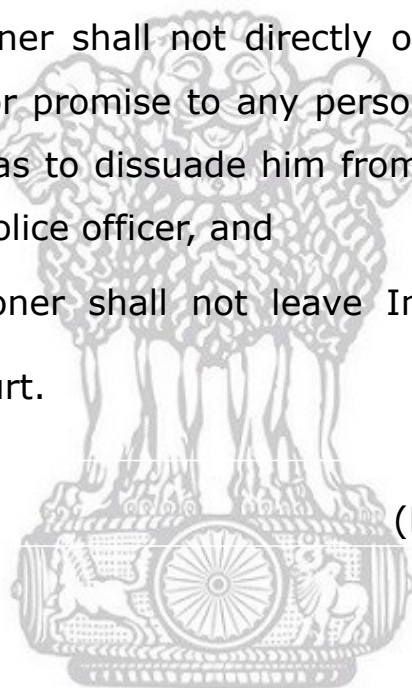 ner shall not directly o
or promise to any perso
as to dissuade him from
olice officer, and
oner shall not leave In
urt.
(